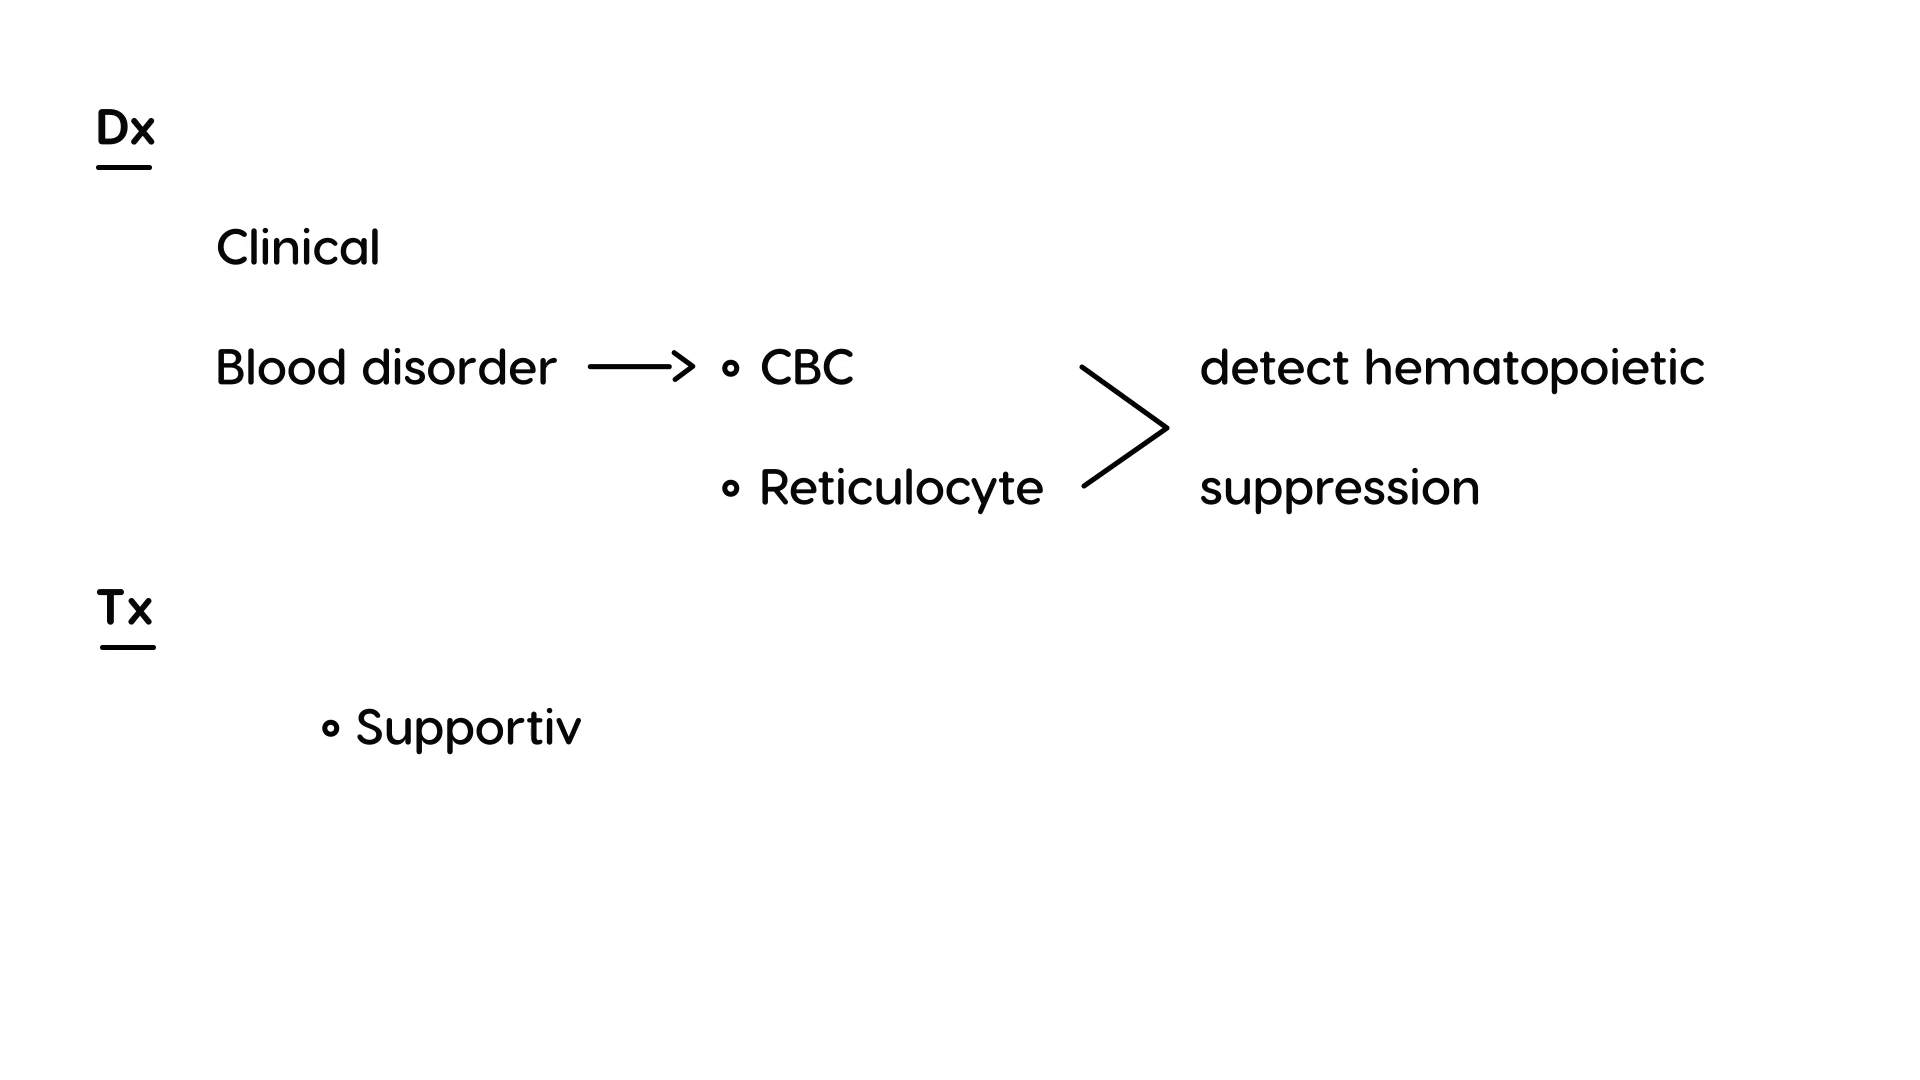 Dx
Clinical
Blood disorder → ∘ CBC
detect hematopoietic
∘ Reticulocyte
suppression
Tx
∘ Supportiv